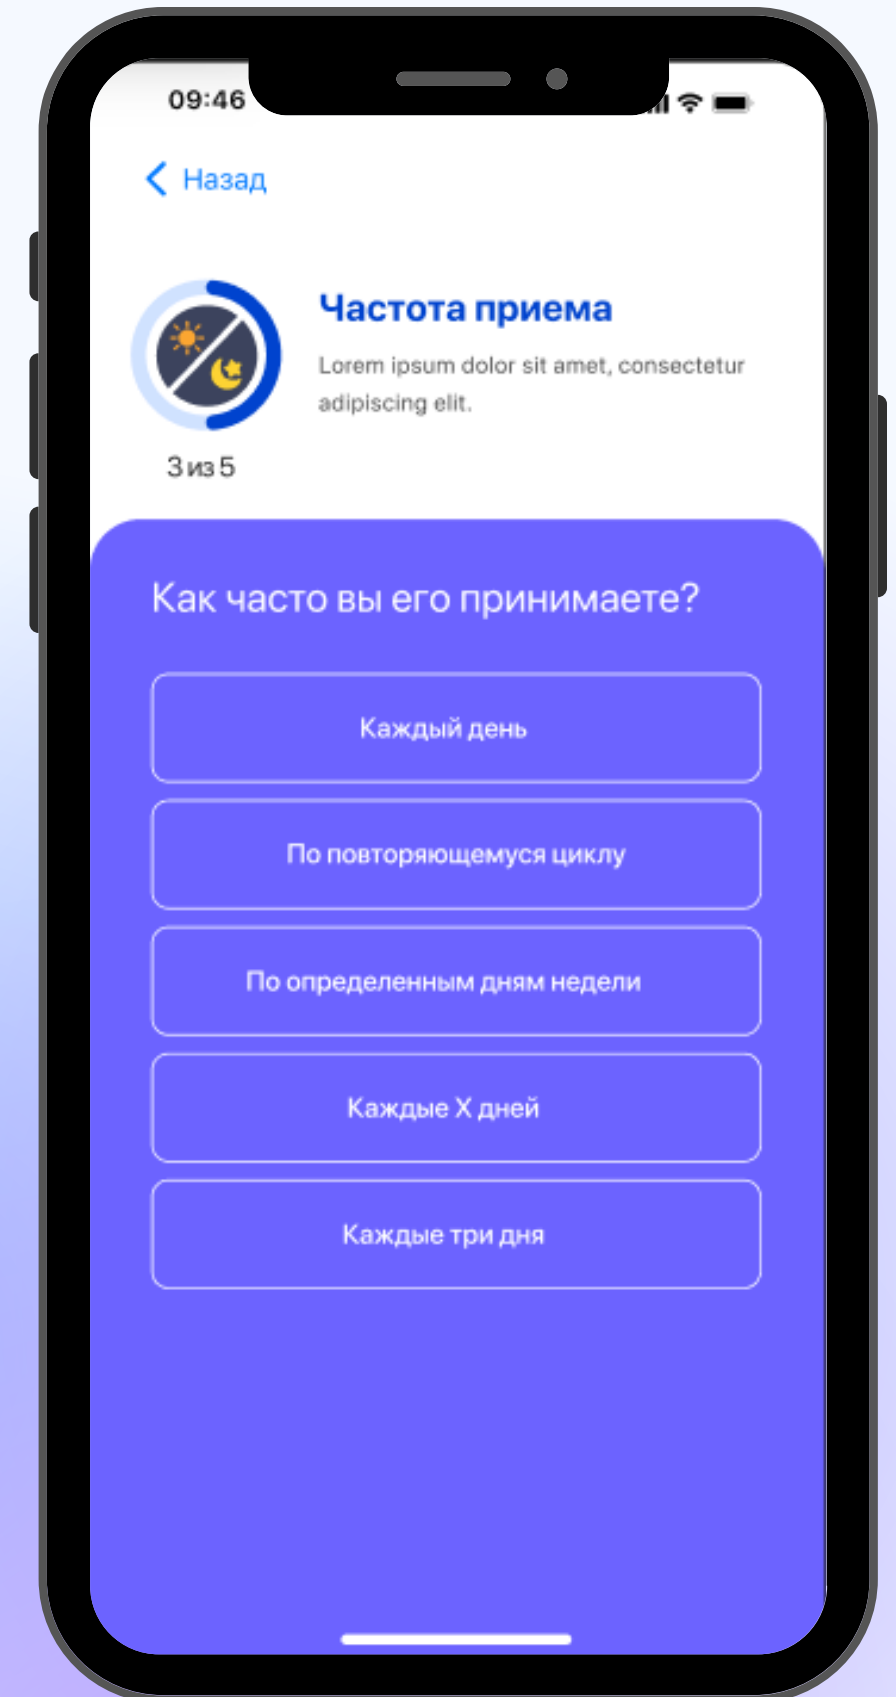 09:46
Назад
Частота приема
Lorem ipsum dolor sit amet, consectetur
adipiscing elit.
3 из 5
Как часто вы его принимаете?
Каждый день
По повторяющемуся циклу
По определенным дням недели
Каждые X дней
Каждые три дня